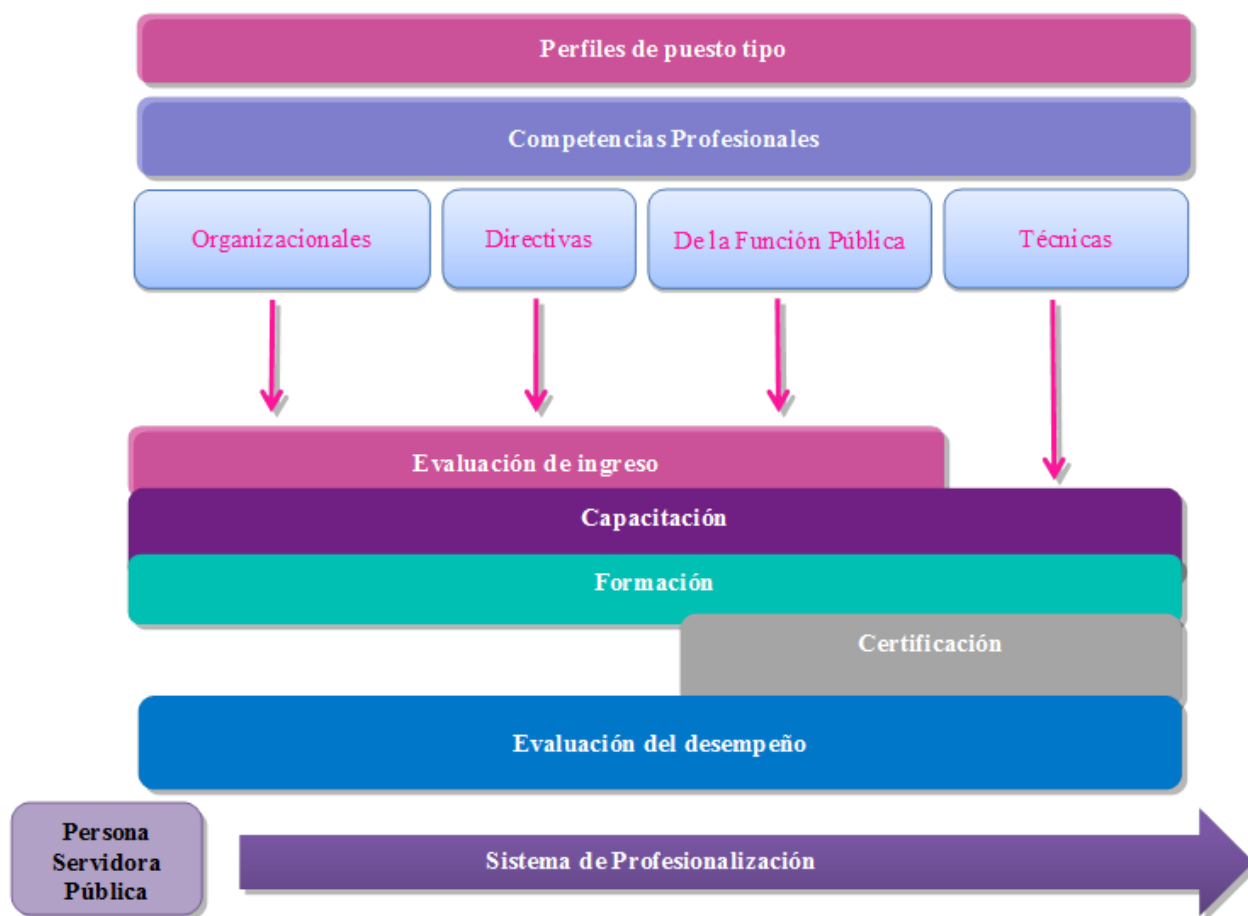 Perfiles de puesto tipo
Competencias Profesionales
Organizacionales
Directivas
De la Función Pública
Técnicas
Evaluación de ingreso
Capacitación
Formación
Certificación
Evaluación del desempeño
Persona
Servidora
Pública
Sistema de Profesionalización